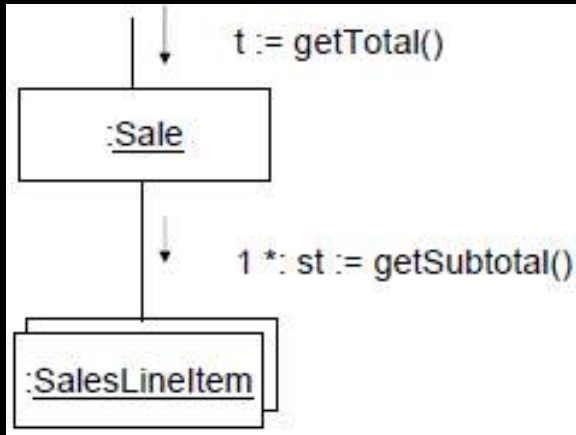 t := getTotal()
:Sale
1 *: st := getSubtotal()
:SalesLineItem